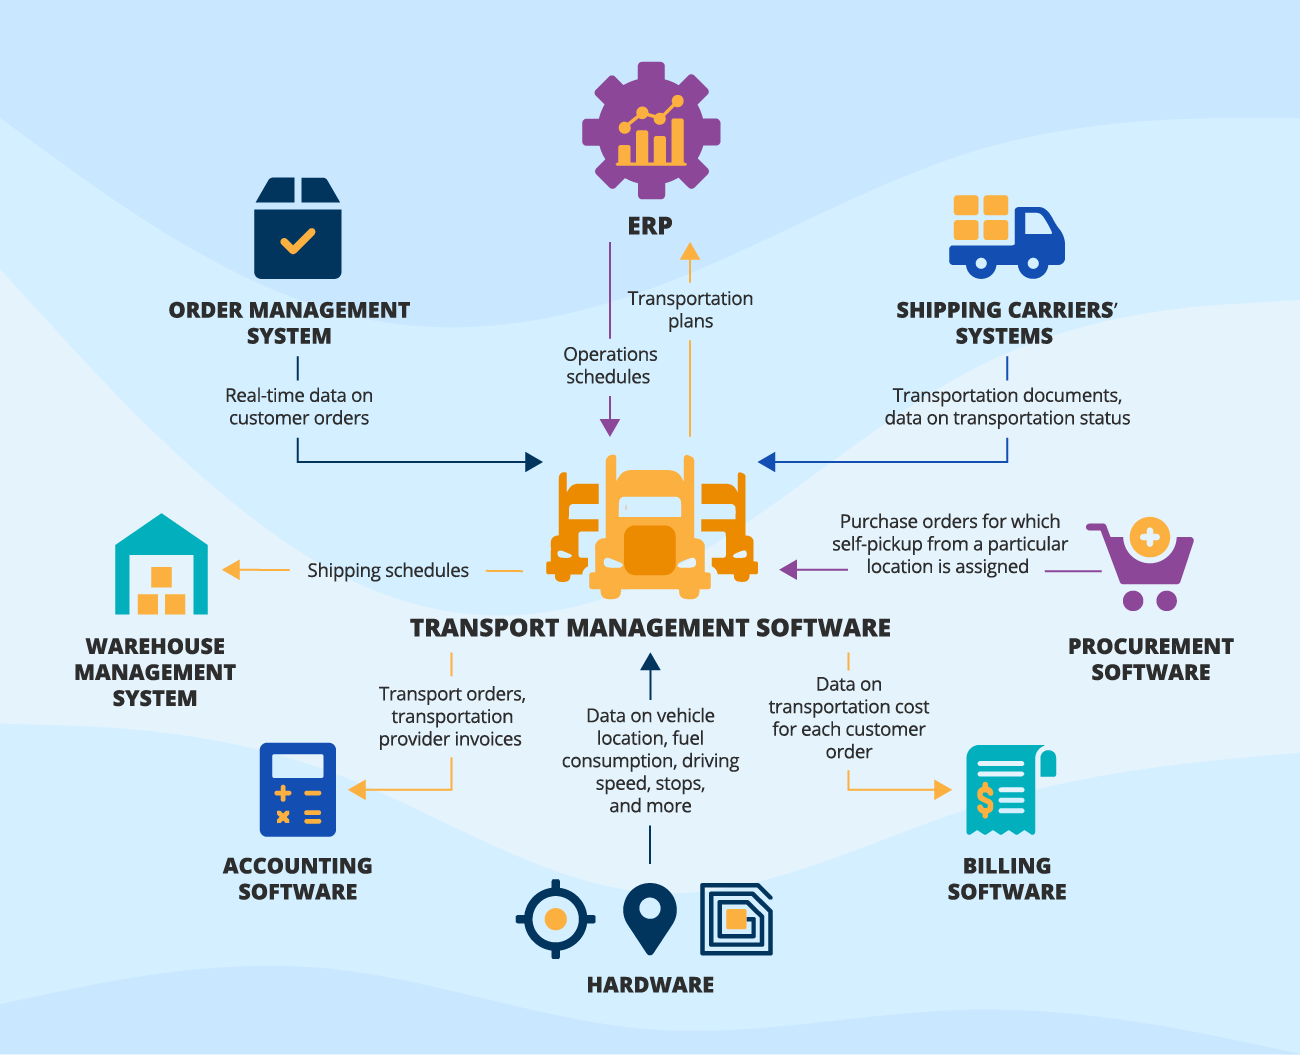 ERP
ORDER MANAGEMENT
SYSTEM
SHIPPING CARRIERS’
SYSTEMS
Transportation
plans
Operations
schedules
Real-time data on
customer orders
Transportation documents,
data on transportation status
Purchase orders for which
self-pickup from a particular
location is assigned
Shipping schedules
TRANSPORT MANAGEMENT SOFTWARE
WAREHOUSE
MANAGEMENT
SYSTEM
PROCUREMENT
SOFTWARE
Transport orders,
transportation
provider invoices
Data on vehicle
location, fuel
consumption, driving
speed, stops,
and more
Data on
transportation cost
for each customer
order
ACCOUNTING
SOFTWARE
$
BILLING
SOFTWARE
HARDWARE